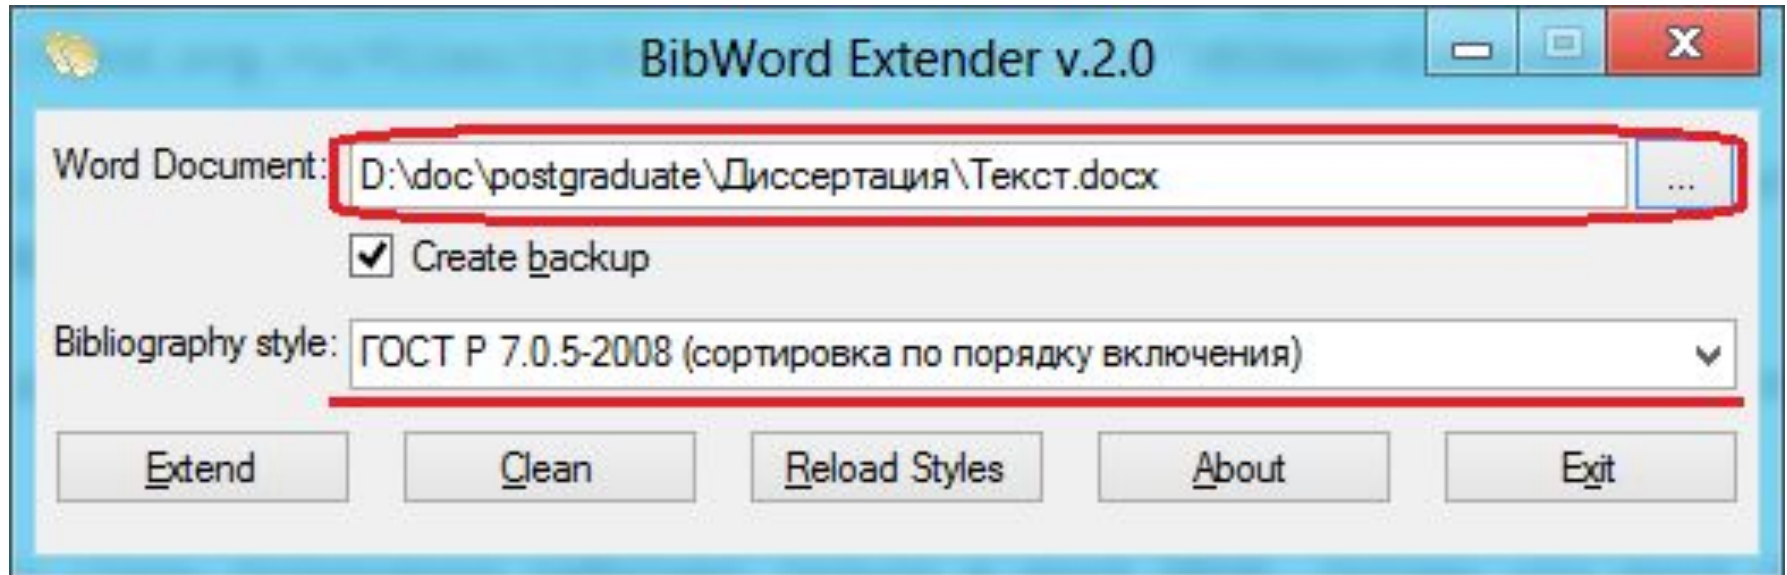 BibWord Extender v.2.0
Word Document: D:\doc\postgraduate\Диссертация\Текст.docx ...
Create backup
Bibliography style: ГОСТ Р 7.0.5-2008 (сортировка по порядку включения)
Extend Clean Reload Styles About Exit